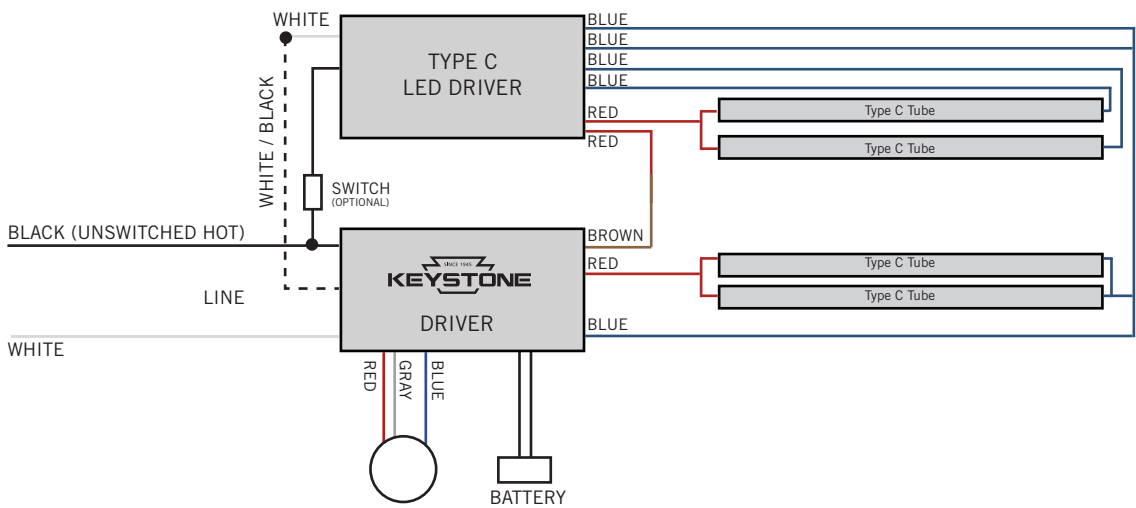 WHITE
BLUE
BLUE
BLUE
BLUE
TYPE C
LED DRIVER
RED
RED
Type C Tube
Type C Tube
WHITE / BLACK
SWITCH
(OPTIONAL)
BLACK (UNSWITCHED HOT)
BROWN
SINCE 1945
KEYSTONE
RED
Type C Tube
Type C Tube
LINE
DRIVER
BLUE
WHITE
RED
GRAY
BLUE
BATTERY